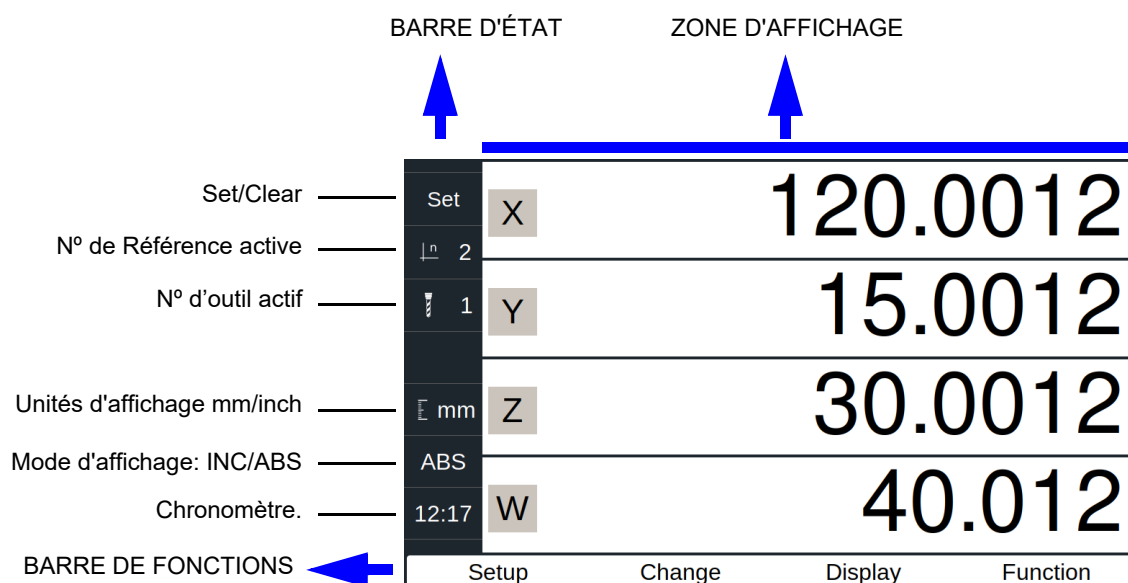 BARRE D'ÉTAT ZONE D'AFFICHAGE
Set/Clear Set X 120.0012
Nº de Référence active n 2
Nº d’outil actif 1 Y 15.0012
Unités d'affichage mm/inch mm Z 30.0012
Mode d'affichage: INC/ABS ABS
Chronomètre. 12:17 W 40.012
BARRE DE FONCTIONS Setup Change Display Function